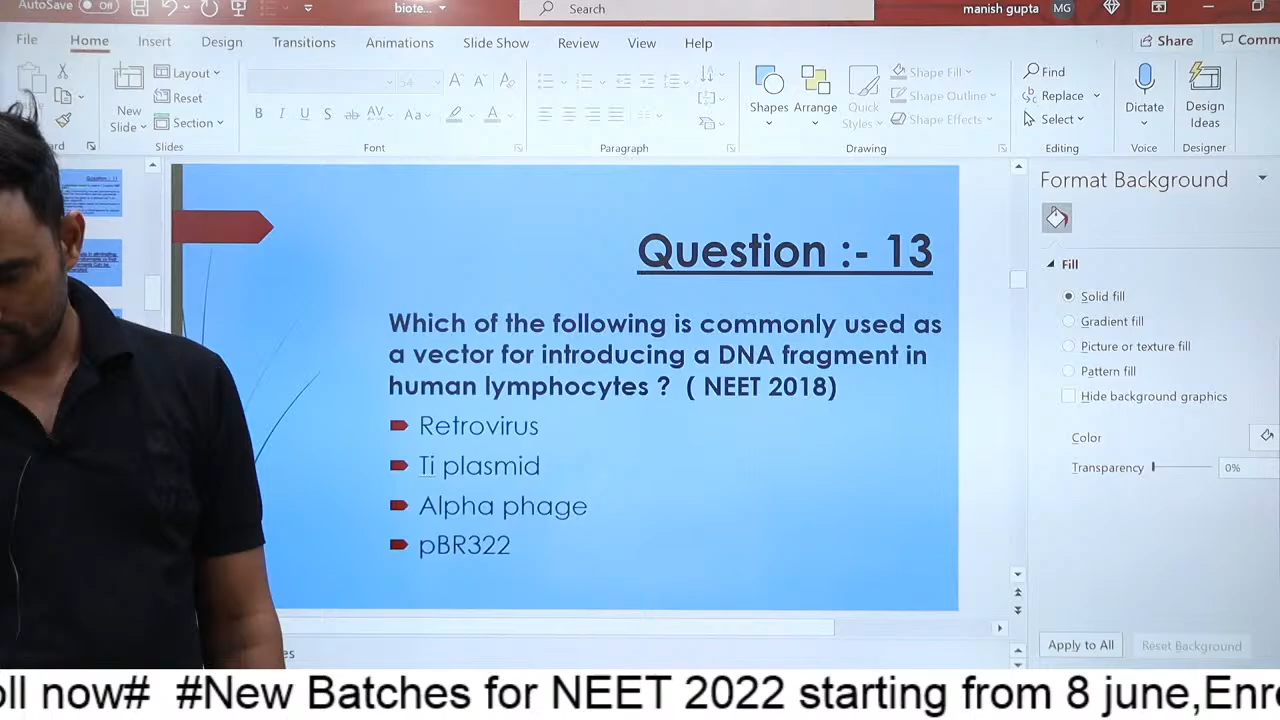 AutoSave Off
biote...
Search
manish gupta MG
File Home Insert Design Transitions Animations Slide Show Review View Help
Share Comm
New
Slide
Layout
Reset
Section
54
B I U S ab AV Aa A
Shapes Arrange Quick
Styles
Shape Fill
Shape Outline
Shape Effects
Find
Replace
Select
Dictate
Design
Ideas
Slides Font Paragraph Drawing Editing Voice Designer
Question :- 13
Which of the following is commonly used as
a vector for introducing a DNA fragment in
human lymphocytes ? ( NEET 2018)
Retrovirus
Ti plasmid
Alpha phage
pBR322
Format Background
Fill
Solid fill
Gradient fill
Picture or texture fill
Pattern fill
Hide background graphics
Color
Transparency 0%
Apply to All Reset Background
oll now# #New Batches for NEET 2022 starting from 8 june,Enro